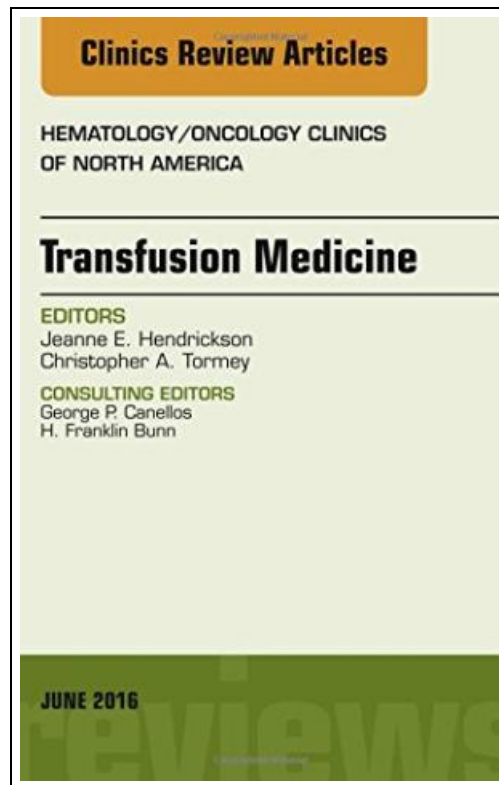 Clinics Review Articles
HEMATOLOGY/ONCOLOGY CLINICS
OF NORTH AMERICA
Transfusion Medicine
EDITORS
Jeanne E. Hendrickson
Christopher A. Tormey
CONSULTING EDITORS
George P. Canellos
H. Franklin Bunn
JUNE 2016
reviews